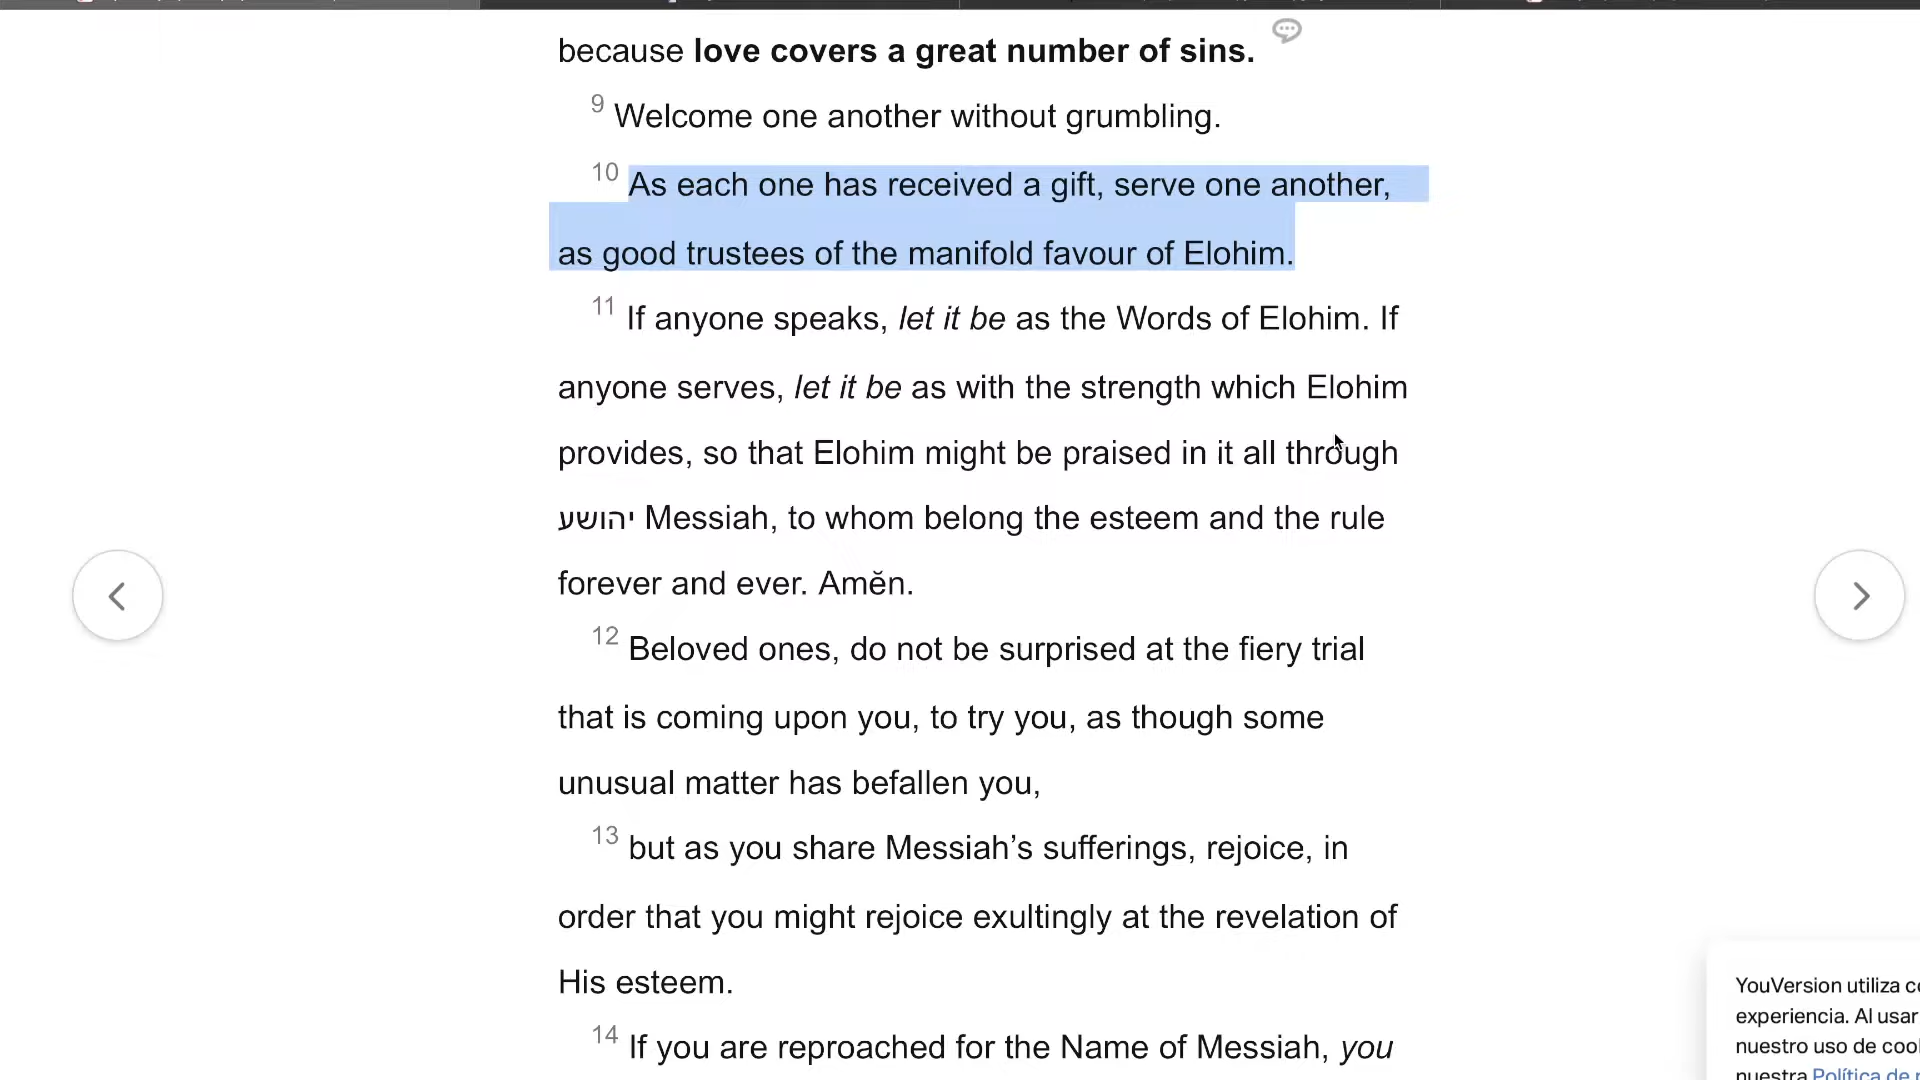 because love covers a great number of sins.
9 Welcome one another without grumbling.
10 As each one has received a gift, serve one another,
as good trustees of the manifold favour of Elohim.
11 If anyone speaks, let it be as the Words of Elohim. If
anyone serves, let it be as with the strength which Elohim
provides, so that Elohim might be praised in it all through
יהושע Messiah, to whom belong the esteem and the rule
forever and ever. Amĕn.
12 Beloved ones, do not be surprised at the fiery trial
that is coming upon you, to try you, as though some
unusual matter has befallen you,
13 but as you share Messiah’s sufferings, rejoice, in
order that you might rejoice exultingly at the revelation of
His esteem.
14 If you are reproached for the Name of Messiah, you
YouVersion utiliza
experiencia. Al usar
nuestro uso de
nuestra Política de